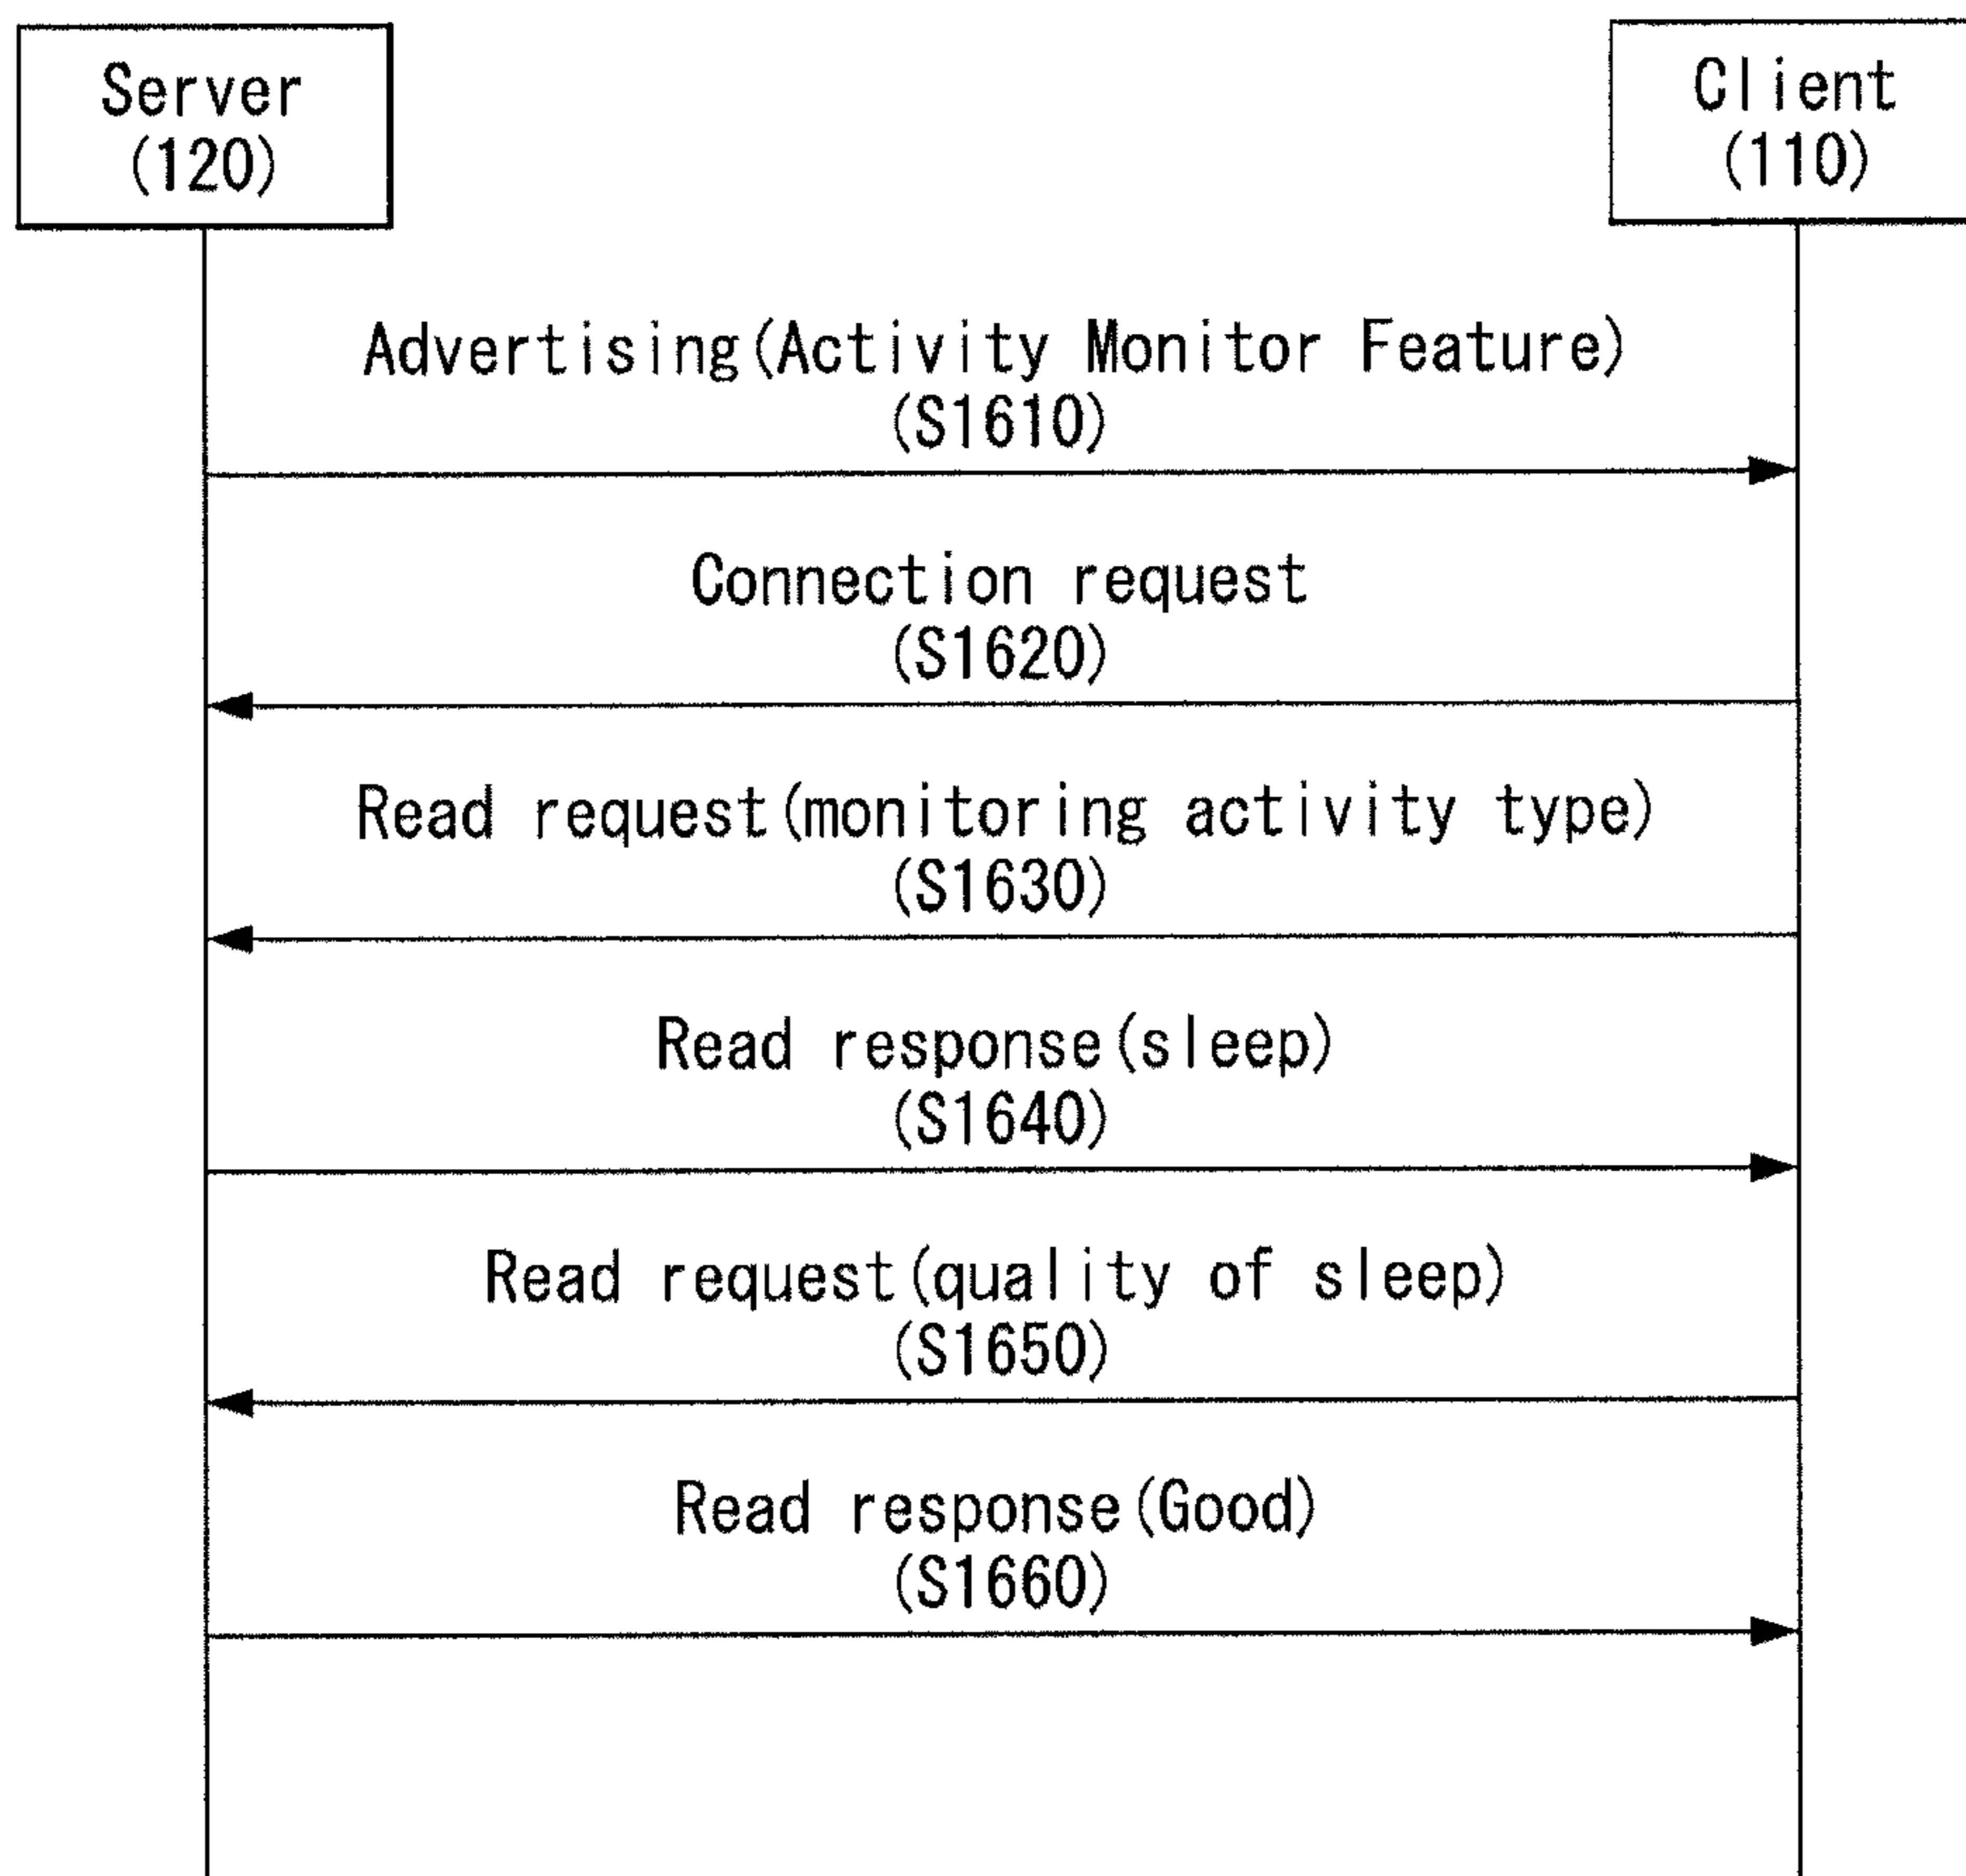 Server
(120)
Client
(110)
Advertising(Activity Monitor Feature)
(S1610)
Connection request
(S1620)
Read request(monitoring activity type)
(S1630)
Read response(sleep)
(S1640)
Read request(quality of sleep)
(S1650)
Read response(Good)
(S1660)